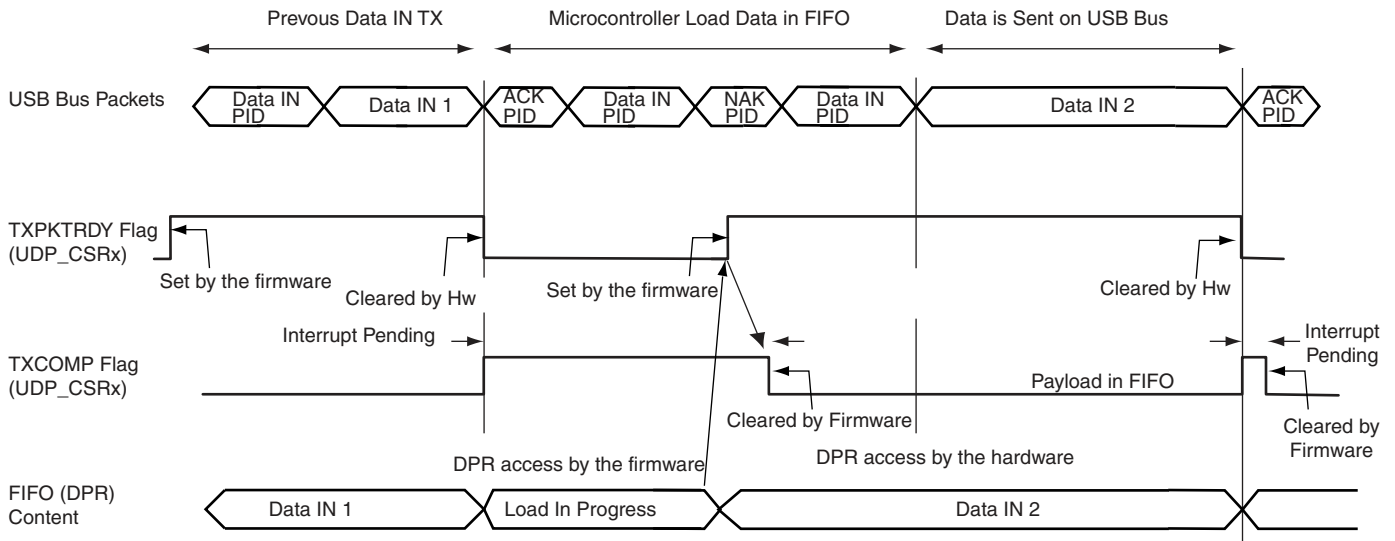 Prevous Data IN TX
Microcontroller Load Data in FIFO
Data is Sent on USB Bus
USB Bus Packets
Data IN
PID
Data IN 1
ACK
PID
Data IN
PID
NAK
PID
Data IN
PID
Data IN 2
ACK
PID
TXPKTRDY Flag
(UDP_CSRx)
Set by the firmware
Cleared by Hw
Set by the firmware
Cleared by Hw
Interrupt Pending
Interrupt
Pending
TXCOMP Flag
(UDP_CSRx)
Payload in FIFO
Cleared by Firmware
Cleared by
Firmware
DPR access by the firmware
DPR access by the hardware
FIFO (DPR)
Content
Data IN 1
Load In Progress
Data IN 2